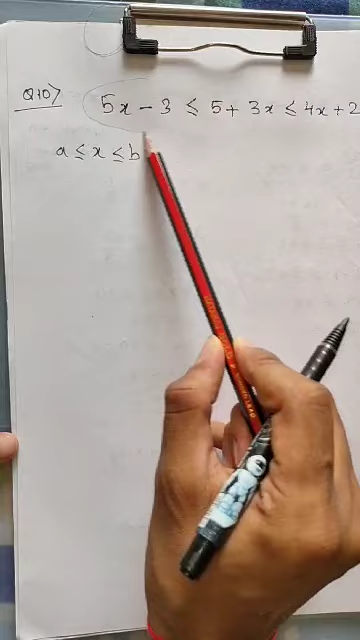 Q10> 5x - 3 ≤ 5 + 3x ≤ 4x + 2
a ≤ x ≤ b